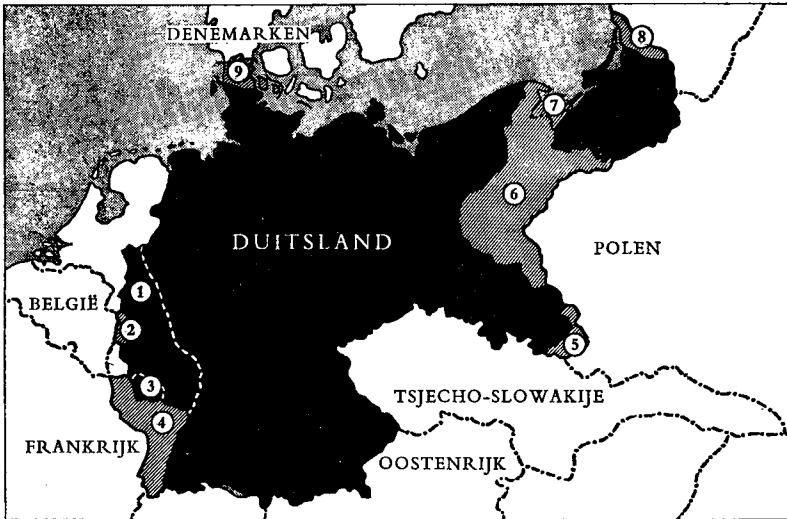 DENEMARKEN
8
9
7
6
DUITSLAND
POLEN
1
BELGIË
2
5
3
TSJECHO-SLOWAKIJE
4
FRANKRIJK
OOSTENRIJK